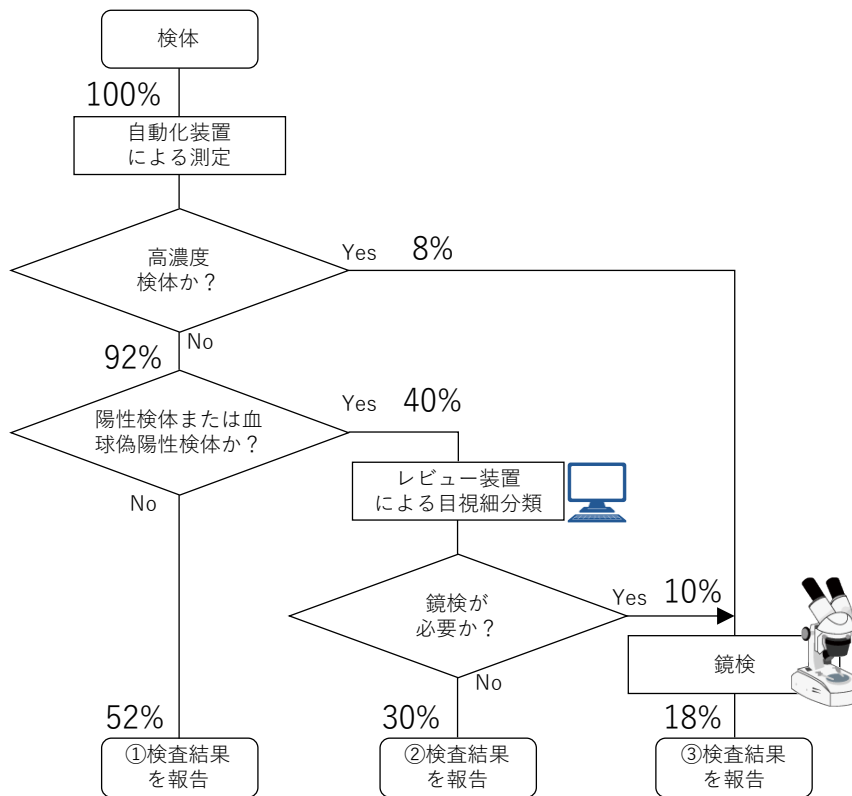 検体
100%
自動化装置
による測定
高濃度
検体か?
Yes 8%
No
92%
陽性検体または血
球偽陽性検体か?
Yes 40%
No
レビュー装置
による目視細分類
鏡検が
必要か?
Yes 10%
No
鏡検
52%
①検査結果
を報告
30%
②検査結果
を報告
18%
③検査結果
を報告